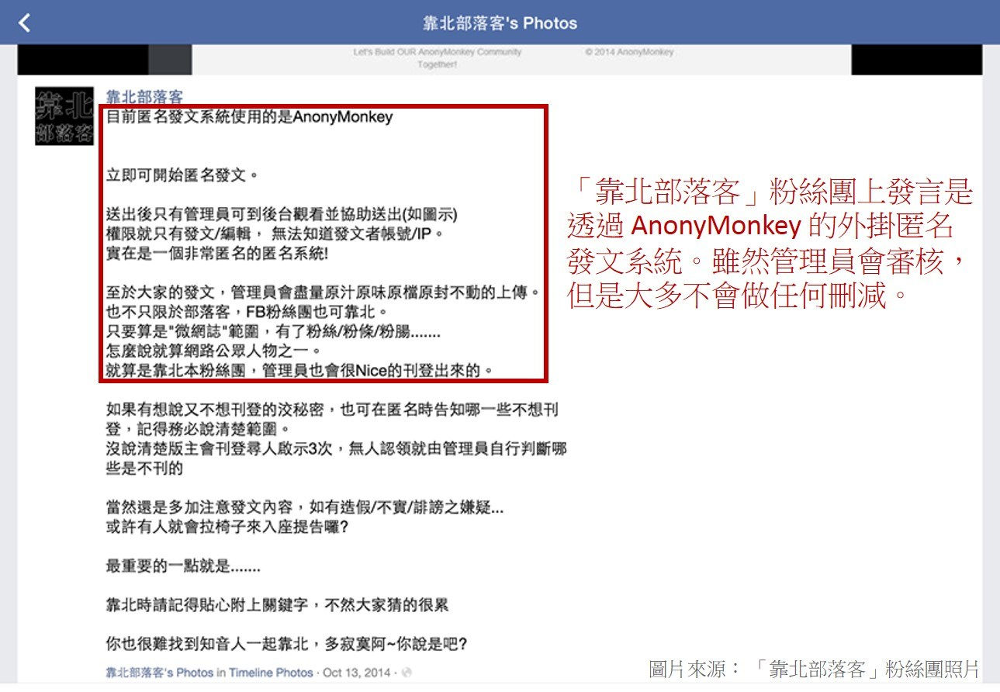 靠北部落客's Photos
Let's Build OUR AnonyMonkey Community
Together!
© 2014 AnonyMonkey
靠北
部落客
靠北部落客
目前匿名發文系統使用的是AnonyMonkey
立即可開始匿名發文。
送出後只有管理員可到後台觀看並協助送出(如圖示)
權限就只有發文/編輯， 無法知道發文者帳號/IP。
實在是一個非常匿名的匿名系統!
至於大家的發文，管理員會盡量原汁原味原檔原封不動的上傳。
也不只限於部落客，FB粉絲團也可靠北。
只要算是"微網誌"範圍，有了粉絲/粉條/粉腸.......
怎麼說就算網路公眾人物之一。
就算是靠北本粉絲團，管理員也會很Nice的刊登出來的。
「靠北部落客」粉絲團上發言是
透過 AnonyMonkey 的外掛匿名
發文系統。雖然管理員會審核，
但是大多不會做任何刪減。
如果有想說又不想刊登的洨秘密，也可在匿名時告知哪一些不想刊
登，記得務必說清楚範圍。
沒說清楚版主會刊登尋人啟示3次，無人認領就由管理員自行判斷哪
些是不刊的
當然還是多加注意發文內容，如有造假/不實/誹謗之嫌疑...
或許有人就會拉椅子來入座提告囉?
最重要的一點就是.......
靠北時請記得貼心附上關鍵字，不然大家猜的很累
你也很難找到知音人一起靠北，多寂寞阿~你說是吧?
靠北部落客's Photos in Timeline Photos · Oct 13, 2014 ·
圖片來源：「靠北部落客」粉絲團照片